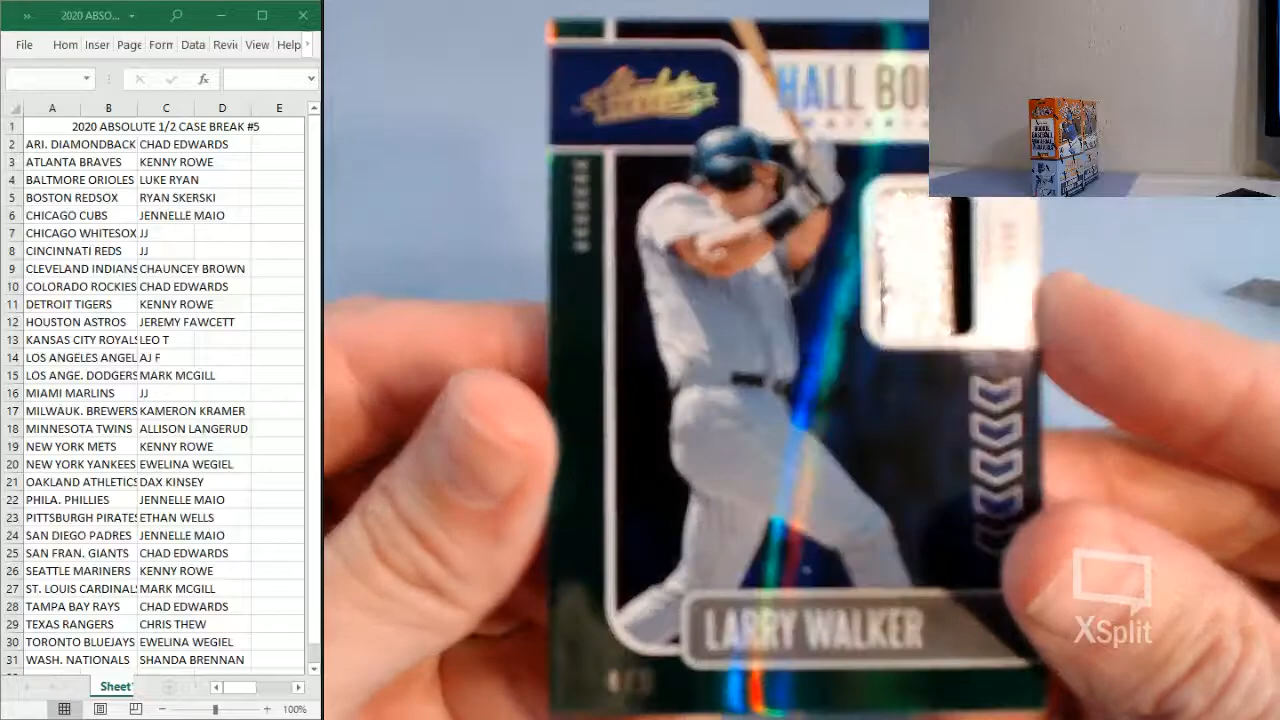 2020 ABSO...
File Hom Inser Page Form Data Revie View Help
fx
A B C D E
1 2020 ABSOLUTE 1/2 CASE BREAK #5
2 ARI. DIAMONDBACK CHAD EDWARDS
3 ATLANTA BRAVES KENNY ROWE
4 BALTMORE ORIOLES LUKE RYAN
5 BOSTON REDSOX RYAN SKERSKI
6 CHICAGO CUBS JENNELLE MAIO
7 CHICAGO WHITESOX JJ
8 CINCINNATI REDS JJ
9 CLEVELAND INDIANS CHAUNCEY BROWN
10 COLORADO ROCKIES CHAD EDWARDS
11 DETROIT TIGERS KENNY ROWE
12 HOUSTON ASTROS JEREMY FAWCETT
13 KANSAS CITY ROYALS LEO T
14 LOS ANGELES ANGEL AJ F
15 LOS ANGE. DODGERS MARK MCGILL
16 MIAMI MARLINS JJ
17 MILWAUK. BREWERS KAMERON KRAMER
18 MINNESOTA TWINS ALLISON LANGERUD
19 NEW YORK METS KENNY ROWE
20 NEW YORK YANKEES EWELINA WEGIEL
21 OAKLAND ATHLETICS DAX KINSEY
22 PHILA. PHILLIES JENNELLE MAIO
23 PITTSBURGH PIRATES ETHAN WELLS
24 SAN DIEGO PADRES JENNELLE MAIO
25 SAN FRAN. GIANTS CHAD EDWARDS
26 SEATTLE MARINERS KENNY ROWE
27 ST. LOUIS CARDINAL MARK MCGILL
28 TAMPA BAY RAYS CHAD EDWARDS
29 TEXAS RANGERS CHRIS THEW
30 TORONTO BLUEJAYS EWELINA WEGIEL
31 WASH. NATIONALS SHANDA BRENNAN
Sheet
100%
Absolute
HALL BO
LARRY WALKER
XSplit